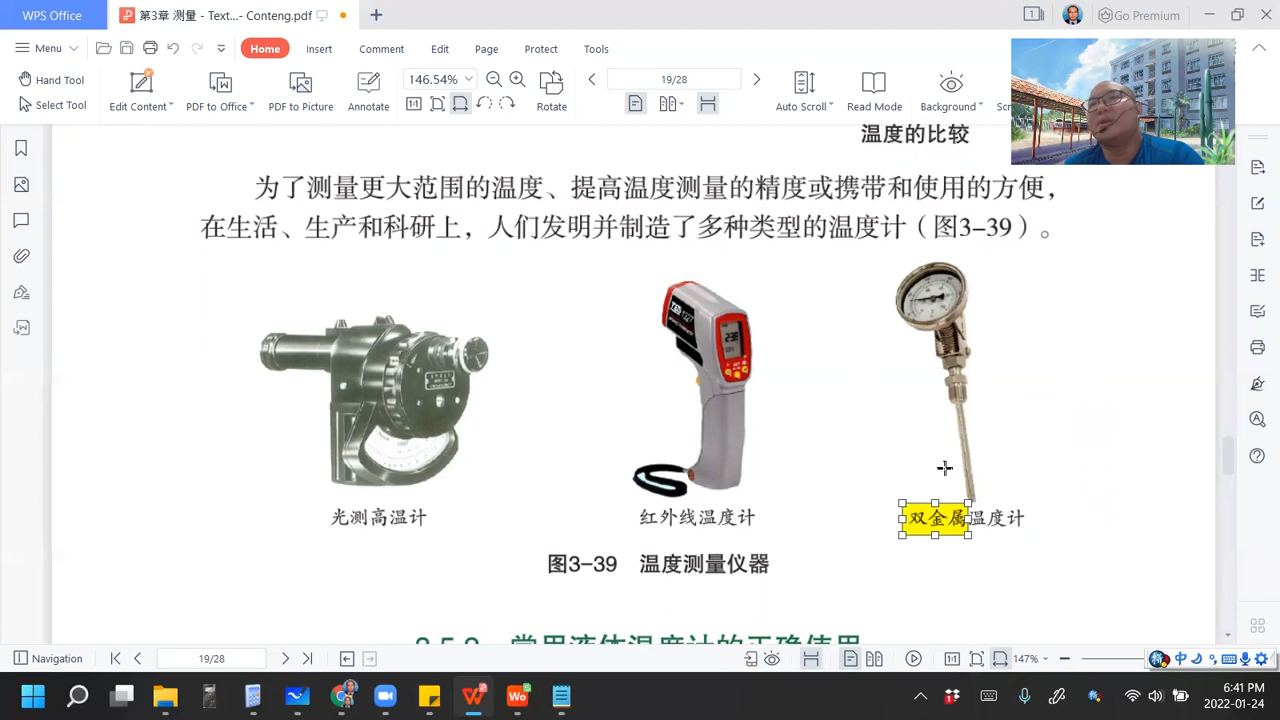 WPS Office
第3章 测量 - Text...- Conteng.pdf
Go Premium
Menu
Home
Insert
Comment
Edit
Page
Protect
Tools
Hand Tool
Select Tool
Edit Content
PDF to Office
PDF to Picture
Annotate
146.54%
Rotate
19/28
Auto Scroll
Read Mode
Background
温度的比较
为了测量更大范围的温度、提高温度测量的精度或携带和使用的方便，
在生活、生产和科研上，人们发明并制造了多种类型的温度计（图3-39）。
光测高温计
红外线温度计
双金属温度计
图3-39 温度测量仪器
Navigation
19/28
147%
中
6:41 PM
2022-01-24